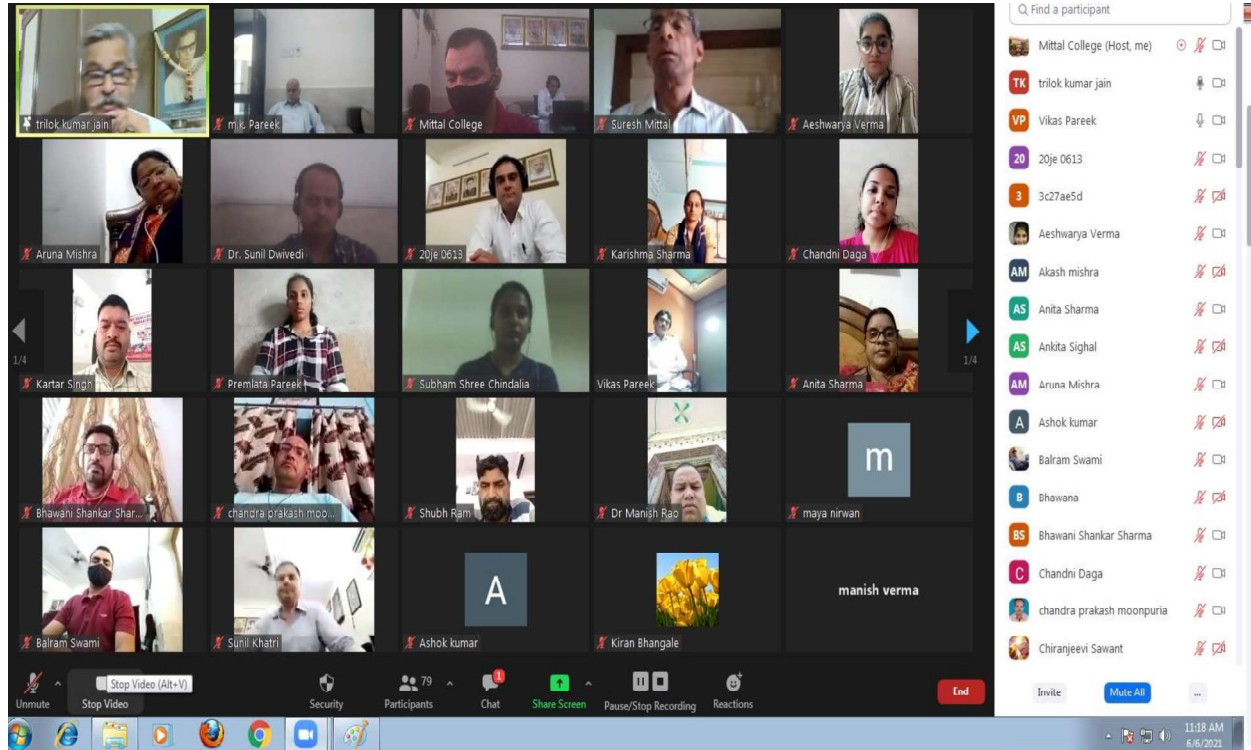 trilok kumar jain
m.k. Pareek
Mittal College
Suresh Mittal
Aeshwarya Verma
Aruna Mishra
Dr. Sunil Dwivedi
20je 0613
Karishma Sharma
Chandni Daga
1/4
Kartar Singh
Premlata Pareek
Subham Shree Chindalia
Vikas Pareek
Anita Sharma
1/4
Bhawani Shankar Shar...
chandra prakash moo...
Shubh Ram
Dr Manish Rao
m
maya nirwan
Balram Swami
Sunil Khatri
A
Ashok kumar
Kiran Bhangale
manish verma
Unmute
Stop Video (Alt+V)
Stop Video
Security
79
Participants
1
Chat
Share Screen
Pause/Stop Recording
Reactions
End
Find a participant
Mittal College (Host, me)
TK trilok kumar jain
VP Vikas Pareek
20 20je 0613
3 3c27ae5d
Aeshwarya Verma
AM Akash mishra
AS Anita Sharma
AS Ankita Sighal
AM Aruna Mishra
A Ashok kumar
Balram Swami
B Bhawana
BS Bhawani Shankar Sharma
C Chandni Daga
chandra prakash moonpuria
Chiranjeevi Sawant
Invite
Mute All
...
11:18 AM
6/6/2021